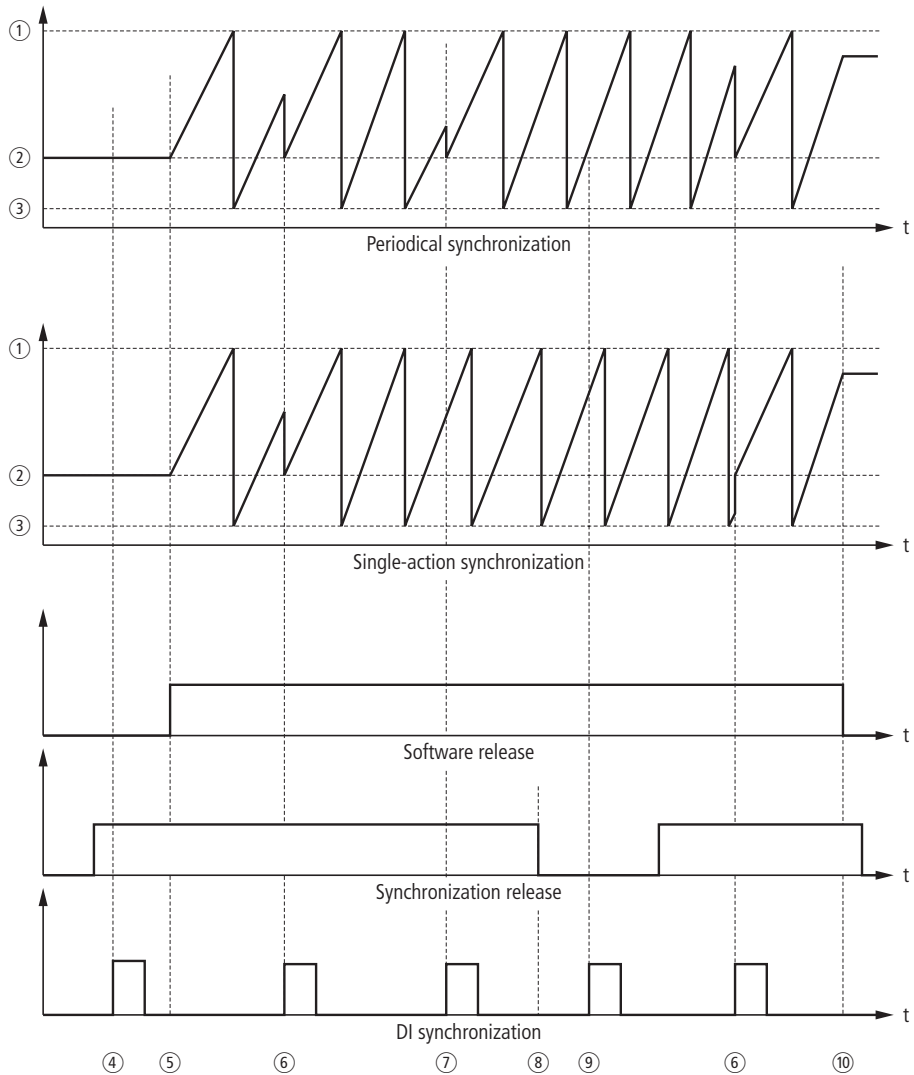 ①
②
③
t
Periodical synchronization
①
②
③
t
Single-action synchronization
t
Software release
t
Synchronization release
t
DI synchronization
④ ⑤ ⑥ ⑦ ⑧ ⑨ ⑥ ⑩